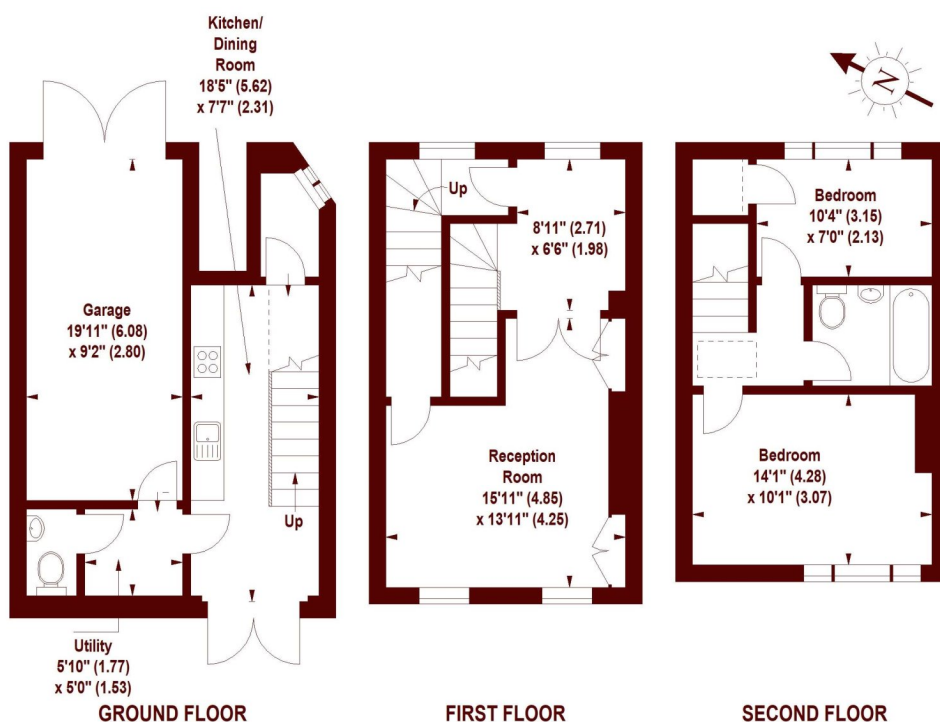 Kitchen/
Dining
Room
18'5" (5.62)
x 7'7" (2.31)
N
Garage
19'11" (6.08)
x 9'2" (2.80)
Up
Utility
5'10" (1.77)
x 5'0" (1.53)
GROUND FLOOR
Up
8'11" (2.71)
x 6'6" (1.98)
Reception
Room
15'11" (4.85)
x 13'11" (4.25)
FIRST FLOOR
Bedroom
10'4" (3.15)
x 7'0" (2.13)
Bedroom
14'1" (4.28)
x 10'1" (3.07)
SECOND FLOOR